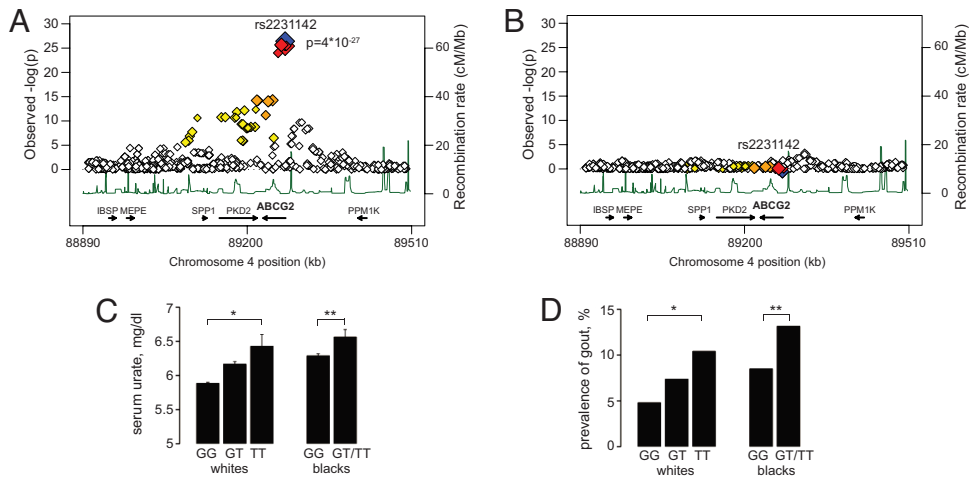 A
rs2231142
p=4*10-27
Observed -log(p)
30
25
20
15
10
5
0
60
40
20
0
Recombination rate (cM/Mb)
IBSP MEPE SPP1 PKD2 ABCG2 PPM1K
88890 89200 89510
Chromosome 4 position (kb)
B
rs2231142
Observed -log(p)
30
25
20
15
10
5
0
60
40
20
0
Recombination rate (cM/Mb)
IBSP MEPE SPP1 PKD2 ABCG2 PPM1K
88890 89200 89510
Chromosome 4 position (kb)
C
serum urate, mg/dl
7
6.5
6
5.5
5
* **
GG GT TT GG GT/TT
whites blacks
D
prevalence of gout, %
15
10
5
0
* **
GG GT TT GG GT/TT
whites blacks